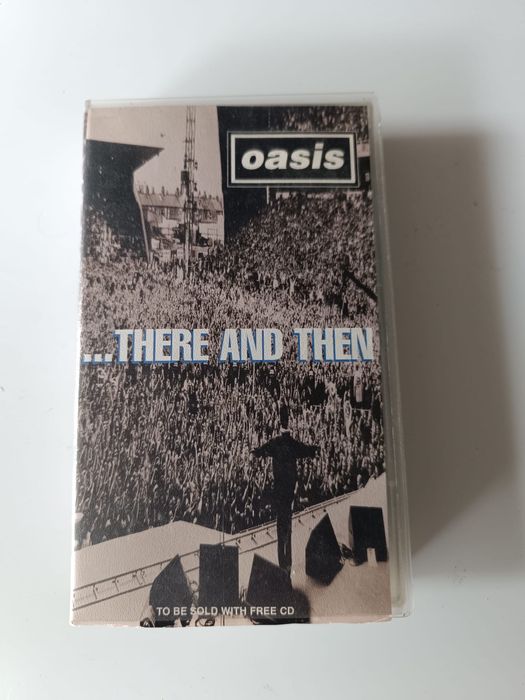 oasis
...THERE AND THEN
TO BE SOLD WITH FREE CD